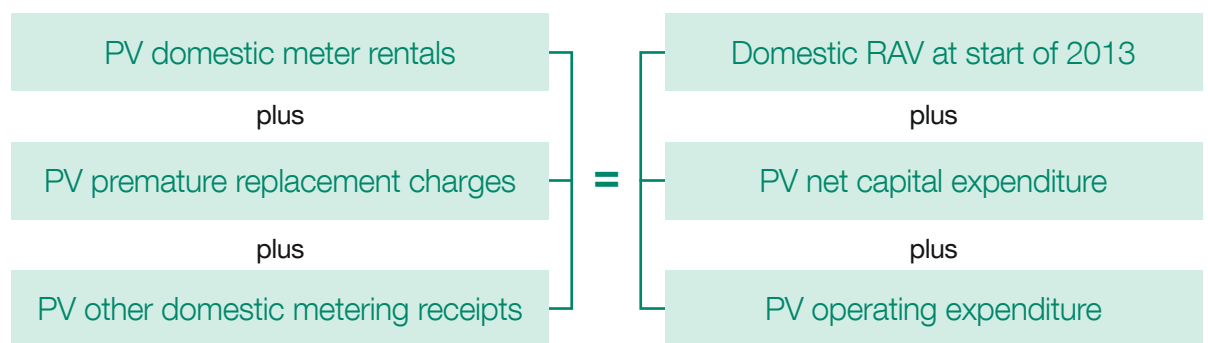 PV domestic meter rentals
plus
PV premature replacement charges
plus
PV other domestic metering receipts
=
Domestic RAV at start of 2013
plus
PV net capital expenditure
plus
PV operating expenditure